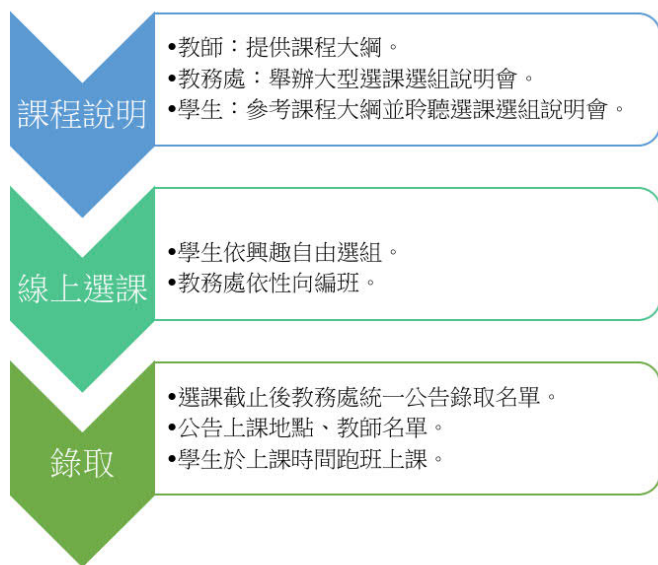 課程說明
•教師：提供課程大綱。
•教務處：舉辦大型選課選組說明會。
•學生：參考課程大綱並聆聽選課選組說明會。
線上選課
•學生依興趣自由選組。
•教務處依性向編班。
錄取
•選課截止後教務處統一公告錄取名單。
•公告上課地點、教師名單。
•學生於上課時間跑班上課。